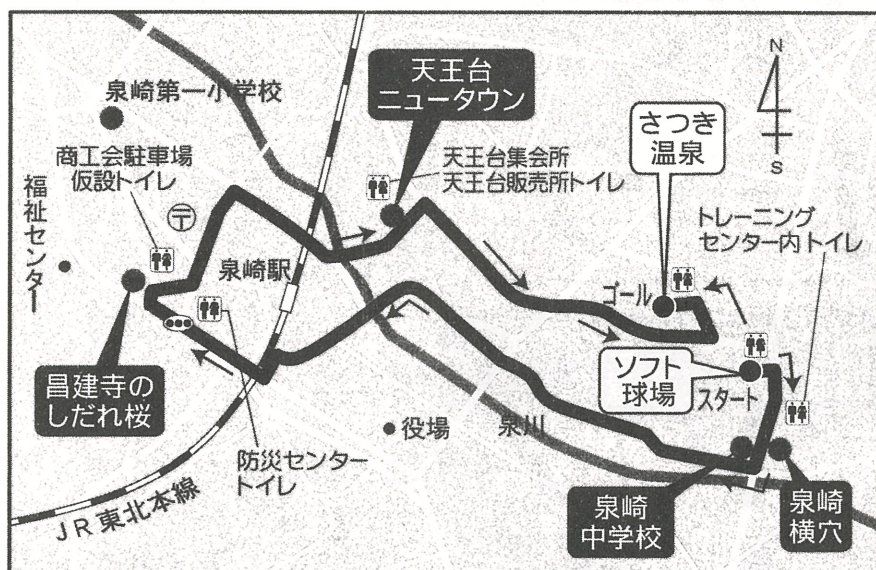 泉崎第一小学校
商工会駐車場
仮設トイレ
福祉センター
〒
泉崎駅
昌建寺の
しだれ桜
防災センター
トイレ
JR東北本線
天王台
ニュータウン
天王台集会所
天王台販売所トイレ
さつき
温泉
N
S
トレーニング
センター内トイレ
ゴール
ソフト
球場
スタート
役場
泉川
泉崎
中学校
泉崎
横穴